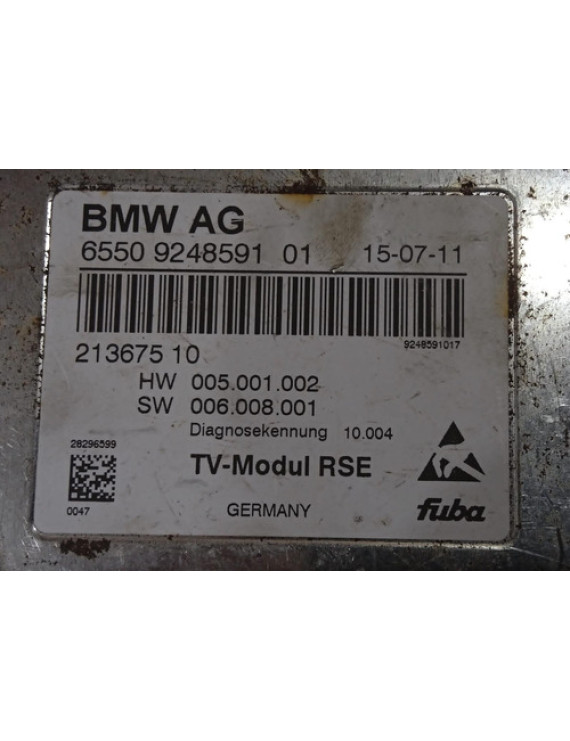 BMW AG
6550 9248591 01 15-07-11
9248591017
213675 10
HW 005.001.002
SW 006.008.001
Diagnosekennung 10.004
28296599
TV-Modul RSE
0047
GERMANY
fuba